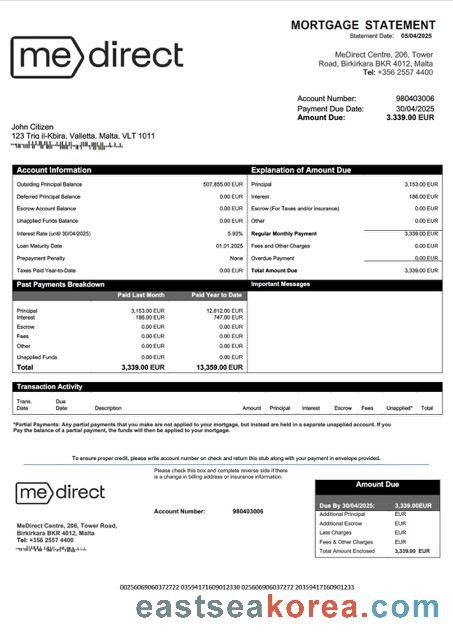 MORTGAGE STATEMENT
Statement Date: 05/04/2025
me direct
MeDirect Centre, 206, Tower
Road, Birkirkara BKR 4012, Malta
Tel: +356 2557 4400
Account Number: 980403006
Payment Due Date: 30/04/2025
Amount Due: 3.339.00 EUR
John Citizen
123 Triq il-Kbira, Valletta, Malta. VLT 1011
Account Information
Outsiding Principal Balance 507,855.00 EUR
Deferred Principal Balance 0.00 EUR
Escrow Account Balance 0.00 EUR
Unapplied Funds Balance 0.00 EUR
Interest Rate (until 30/04/2025) 5.93%
Loan Maturity Date 01.01.2025
Prepayment Penalty None
Taxes Paid Year-to-Date 0.00 EUR
Explanation of Amount Due
Principal 3,153.00 EUR
Interest 186.00 EUR
Escrow (For Taxes and/or insurance) 0.00 EUR
Other 0.00 EUR
Regular Monthly Payment 3,339.00 EUR
Fees and Other Charges 0.00 EUR
Overdue Payment 0.00 EUR
Total Amount Due 3,339.00 EUR
Past Payments Breakdown
Paid Last Month Paid Year to Date
Principal 3,153.00 EUR 12,612.00 EUR
Interest 186.00 EUR 747.00 EUR
Escrow 0.00 EUR 0.00 EUR
Fees 0.00 EUR 0.00 EUR
Other 0.00 EUR 0.00 EUR
Unapplied Funds 0.00 EUR 0.00 EUR
Total 3,339.00 EUR 13,359.00 EUR
Important Messages
Transaction Activity
Trans. Date Due Date Description Amount Principal Interest Escrow Fees Unapplied* Total
*Partial Payments: Any partial payments that you make are not applied to your mortgage, but instead are held in a separate unapplied account. If you
Pay the balance of a partial payment, the funds will then be applied to your mortgage.
To ensure proper credit, please write account number on check and return this stub along with your payment in envelope provided.
Please check this box and complete reverse side if there
is a change in billing address or insurance information.
me direct
Account Number: 980403006
MeDirect Centre, 206, Tower Road,
Birkirkara BKR 4012, Malta
Tel: +356 2557 4400
Amount Due
Due By 30/04/2025: 3,339.00EUR
Additional Principal EUR
Additional Escrow EUR
Late Charges EUR
Fees & Other Charges EUR
Total Amount Enclosed 3,339.00 EUR
0025606906037272 03594171609012330 025606906037272 20359417160901233
eastseakorea.com